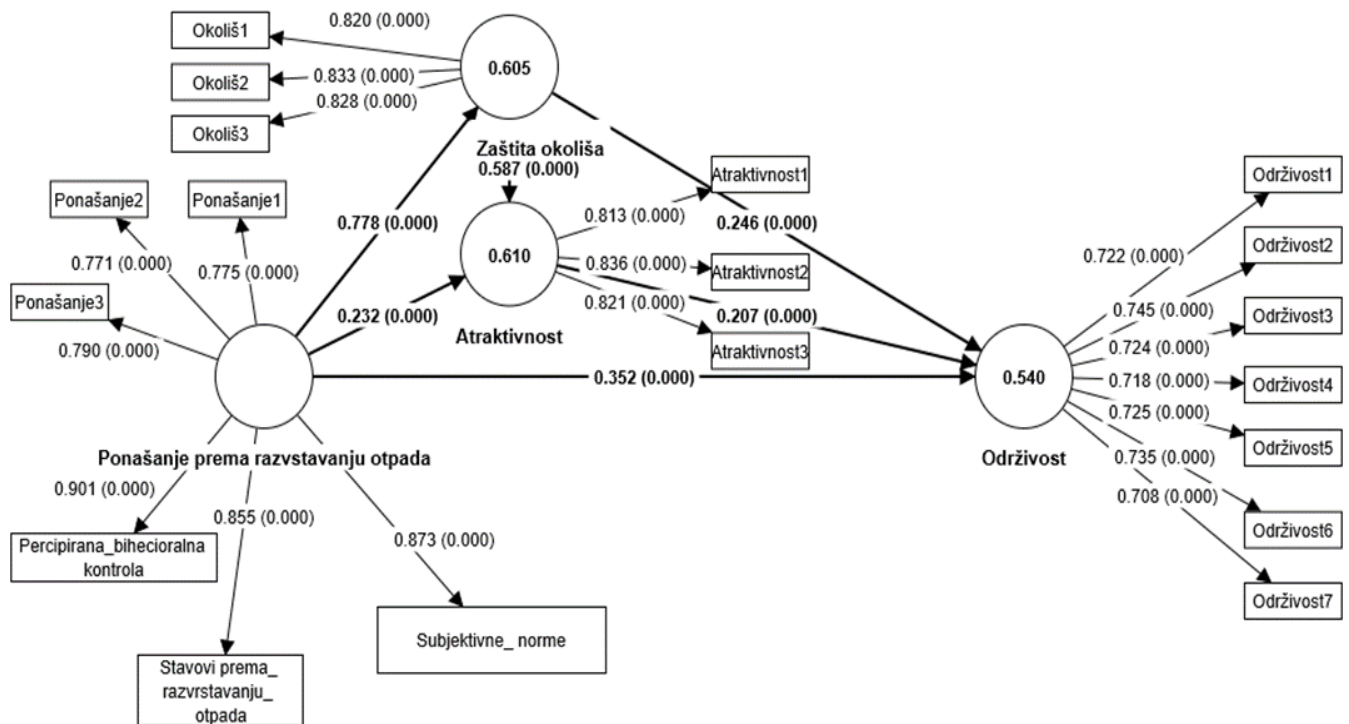 Okoliš1
0.820 (0.000)
0.605
Okoliš2
0.833 (0.000)
0.828 (0.000)
Okoliš3
Zaštita okoliša
0.587 (0.000)
Atraktivnost1
Održivost1
Ponašanje2
Ponašanje1
0.813 (0.000)
0.778 (0.000)
0.246 (0.000)
0.722 (0.000)
Održivost2
0.610
0.836 (0.000)
Atraktivnost2
0.771 (0.000)
0.775 (0.000)
0.821 (0.000)
0.745 (0.000)
Ponašanje3
0.232 (0.000)
0.207 (0.000)
Održivost3
Atraktivnost
Atraktivnost3
0.724 (0.000)
0.790 (0.000)
0.352 (0.000)
0.540
0.718 (0.000)
Održivost4
0.725 (0.000)
Održivost5
Ponašanje prema razvstavanju otpada
Održivost
0.735 (0.000)
0.901 (0.000)
0.708 (0.000)
0.855 (0.000)
Održivost6
Percipirana_bihecioralna
kontrola
0.873 (0.000)
Održivost7
Subjektivne_ norme
Stavovi prema_
razvrstavanju_
otpada